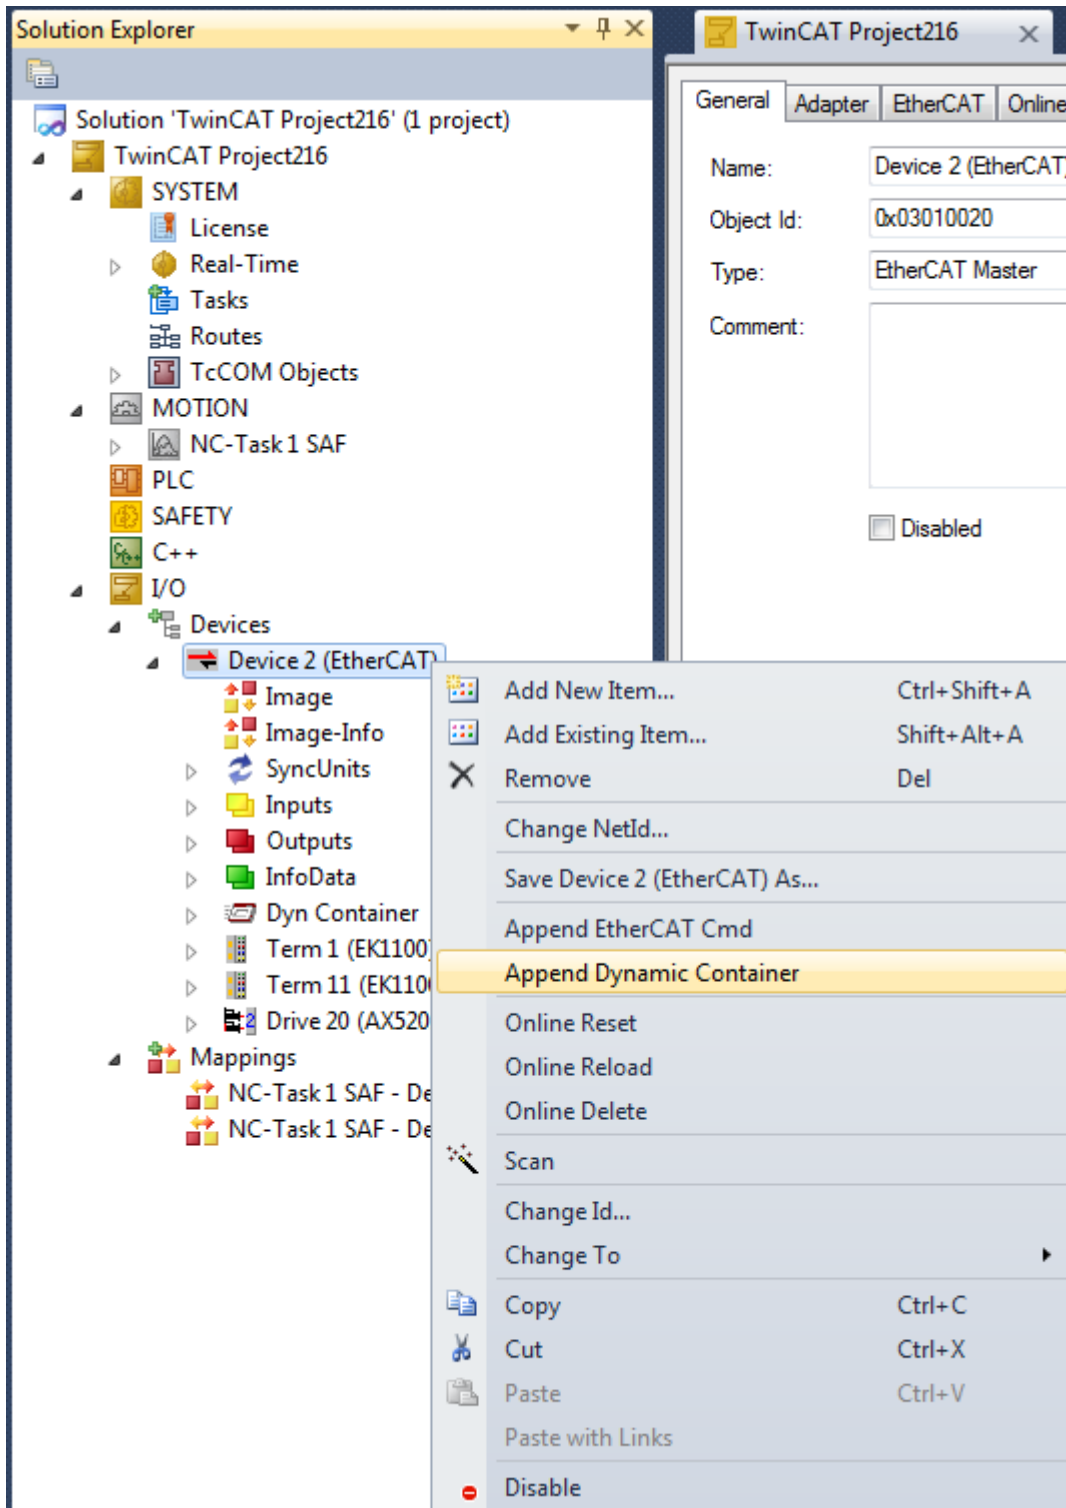 Solution Explorer
TwinCAT Project216
Solution 'TwinCAT Project216' (1 project)
TwinCAT Project216
SYSTEM
License
Real-Time
Tasks
Routes
TcCOM Objects
MOTION
NC-Task 1 SAF
PLC
SAFETY
C++
I/O
Devices
Device 2 (EtherCAT)
Image
Image-Info
SyncUnits
Inputs
Outputs
InfoData
Dyn Container
Term 1 (EK1100)
Term 11 (EK110
Drive 20 (AX520
Mappings
NC-Task 1 SAF - De
NC-Task 1 SAF - De
General Adapter EtherCAT Online
Name: Device 2 (EtherCAT)
Object Id: 0x03010020
Type: EtherCAT Master
Comment:
Disabled
Add New Item... Ctrl+Shift+A
Add Existing Item... Shift+Alt+A
Remove Del
Change NetId...
Save Device 2 (EtherCAT) As...
Append EtherCAT Cmd
Append Dynamic Container
Online Reset
Online Reload
Online Delete
Scan
Change Id...
Change To
Copy Ctrl+C
Cut Ctrl+X
Paste Ctrl+V
Paste with Links
Disable